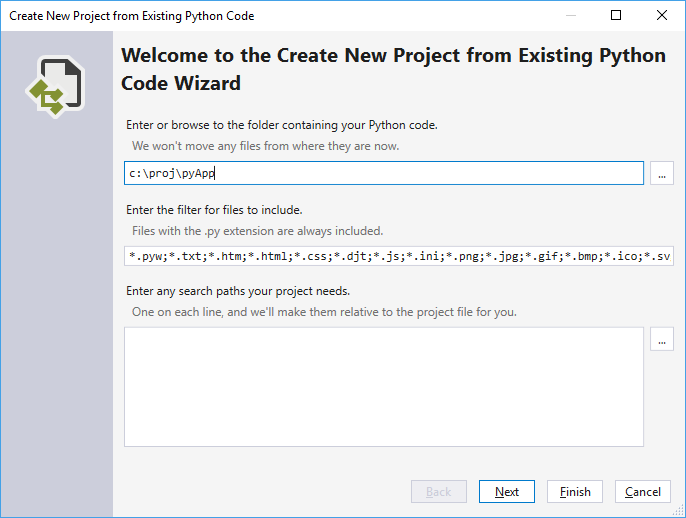 Create New Project from Existing Python Code
Welcome to the Create New Project from Existing Python
Code Wizard
Enter or browse to the folder containing your Python code.
We won't move any files from where they are now.
c:\proj\pyApp
...
Enter the filter for files to include.
Files with the .py extension are always included.
*.pyw;*.txt;*.htm;*.html;*.css;*.djt;*.js;*.ini;*.png;*.jpg;*.gif;*.bmp;*.ico;*.sv
Enter any search paths your project needs.
One on each line, and we'll make them relative to the project file for you.
...
Back Next Finish Cancel